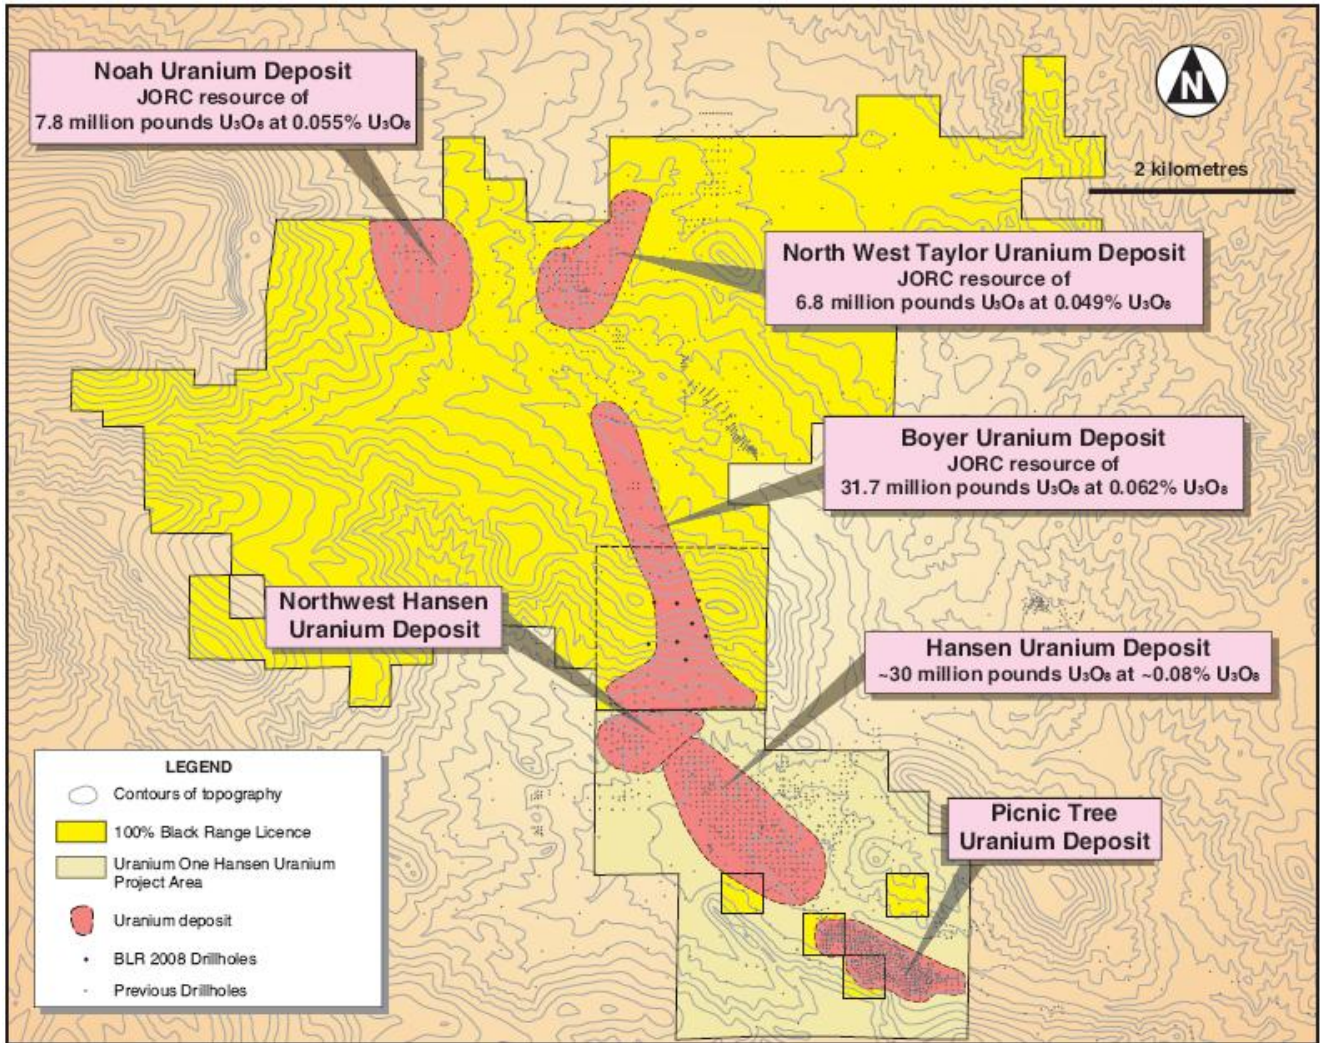 Noah Uranium Deposit
JORC resource of
7.8 million pounds U₃O₈ at 0.055% U₃O₈
N
2 kilometres
North West Taylor Uranium Deposit
JORC resource of
6.8 million pounds U₃O₈ at 0.049% U₃O₈
Boyer Uranium Deposit
JORC resource of
31.7 million pounds U₃O₈ at 0.062% U₃O₈
Northwest Hansen
Uranium Deposit
Hansen Uranium Deposit
~30 million pounds U₃O₈ at ~0.08% U₃O₈
Picnic Tree
Uranium Deposit
LEGEND
Contours of topography
100% Black Range Licence
Uranium One Hansen Uranium
Project Area
Uranium deposit
BLR 2008 Drillholes
Previous Drillholes